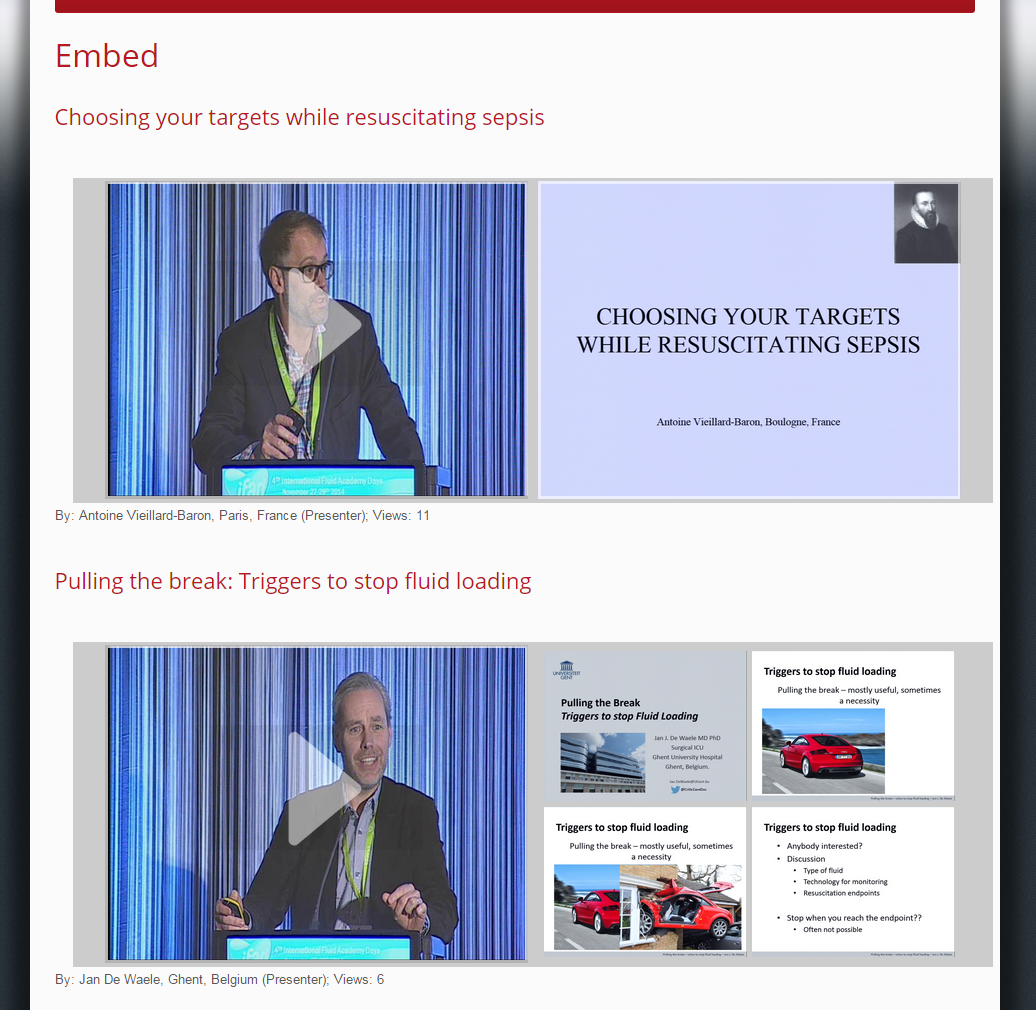 Embed
Choosing your targets while resuscitating sepsis
ifad
4th International Fluid Academy Days
November 27-29th 2014
CHOOSING YOUR TARGETS
WHILE RESUSCITATING SEPSIS
Antoine Vieillard-Baron, Boulogne, France
By: Antoine Vieillard-Baron, Paris, France (Presenter); Views: 11
Pulling the break: Triggers to stop fluid loading
4th International Fluid Academy Days
UNIVERSITEIT
GENT
Pulling the Break
Triggers to stop Fluid Loading
Jan J. De Waele MD PhD
Surgical ICU
Ghent University Hospital
Ghent, Belgium.
Triggers to stop fluid loading
Pulling the break – mostly useful, sometimes
a necessity
Triggers to stop fluid loading
Pulling the break – mostly useful, sometimes
a necessity
Triggers to stop fluid loading
• Anybody interested?
• Discussion
• Type of fluid
• Technology for monitoring
• Resuscitation endpoints
• Stop when you reach the endpoint??
• Often not possible
By: Jan De Waele, Ghent, Belgium (Presenter); Views: 6